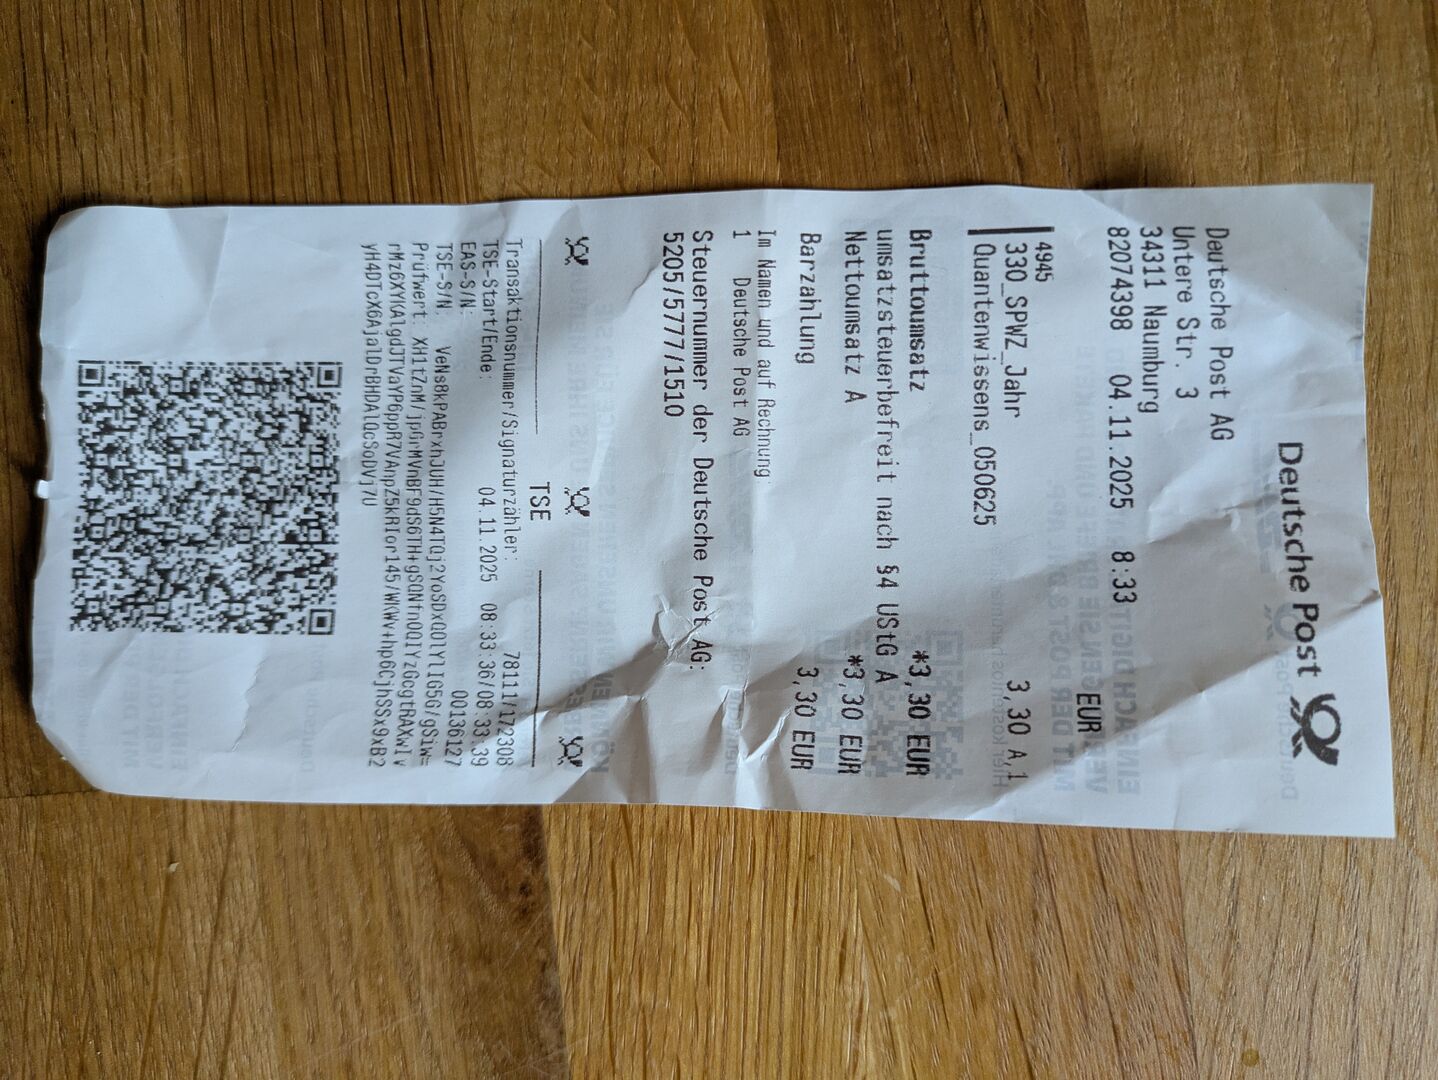 Deutsche Post
Deutsche Post AG
Untere Str. 3
34311 Naumburg
82074398 04.11.2025 8:33
EUR
4945
330_SPWZ_Jahr 3,30 A,1
Quantenwissens_050625
Bruttoumsatz *3,30 EUR
umsatzsteuerbefreit nach §4 UStG A
Nettoumsatz A *3,30 EUR
Barzahlung 3,30 EUR
Im Namen und auf Rechnung
1 Deutsche Post AG
Steuernummer der Deutsche Post AG:
5205/5777/1510
TSE
Transaktionsnummer/Signaturzähler: 78111/172308
TSE-Start/Ende: 04.11.2025 08:33:36/08:33:39
EAS-S/N: 00136127
TSE-S/N:
Prüfwert: